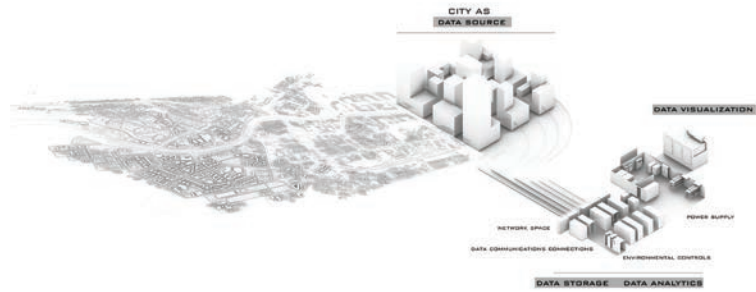 CITY AS
DATA SOURCE
DATA VISUALIZATION
POWER SUPPLY
NETWORK SPACE
DATA COMMUNICATIONS CONNECTIONS
ENVIRONMENTAL CONTROLS
DATA STORAGE DATA ANALYTICS